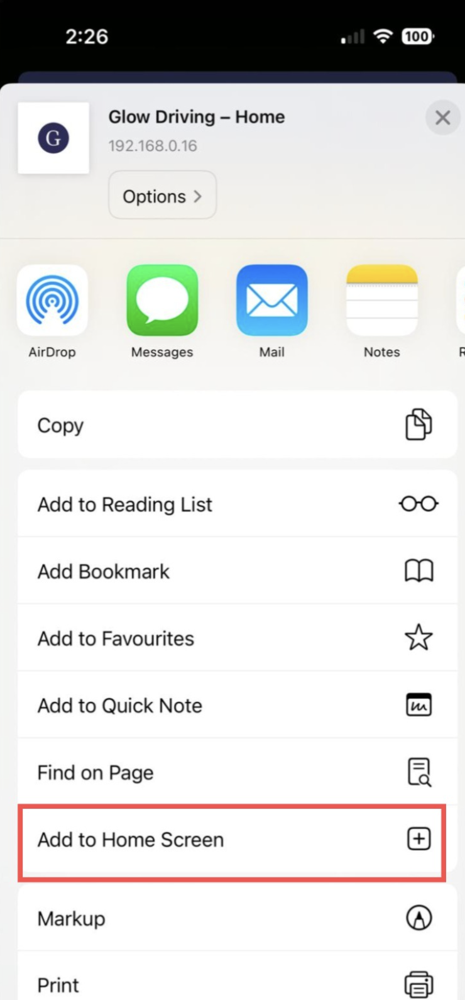 2:26
100
Glow Driving – Home
G
192.168.0.16
Options
AirDrop
Messages
Mail
Notes
R
Copy
Add to Reading List
Add Bookmark
Add to Favourites
Add to Quick Note
Find on Page
Add to Home Screen
Markup
Print